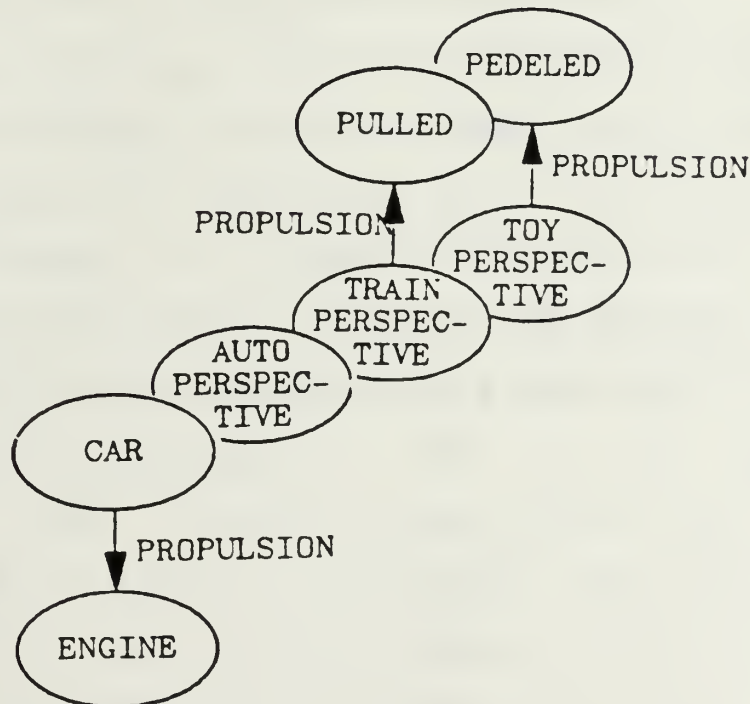 PEDELED
PULLED
PROPULSION
PROPULSION
TOY
PERSPEC-
TIVE
TRAIN
PERSPEC-
TIVE
AUTO
PERSPEC-
TIVE
CAR
PROPULSION
ENGINE